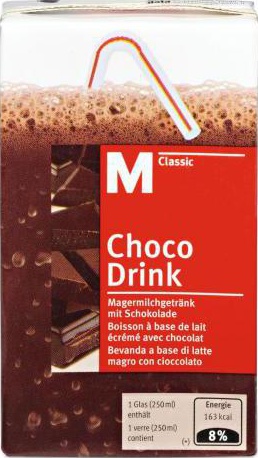 M Classic
Choco
Drink
Magermilchgetränk
mit Schokolade
Boisson à base de lait
écrémé avec chocolat
Bevanda a base di latte
magro con cioccolato
1 Glas (250 ml)
enthält
1 verre (250 ml)
contient
Energie
163 kcal
8%